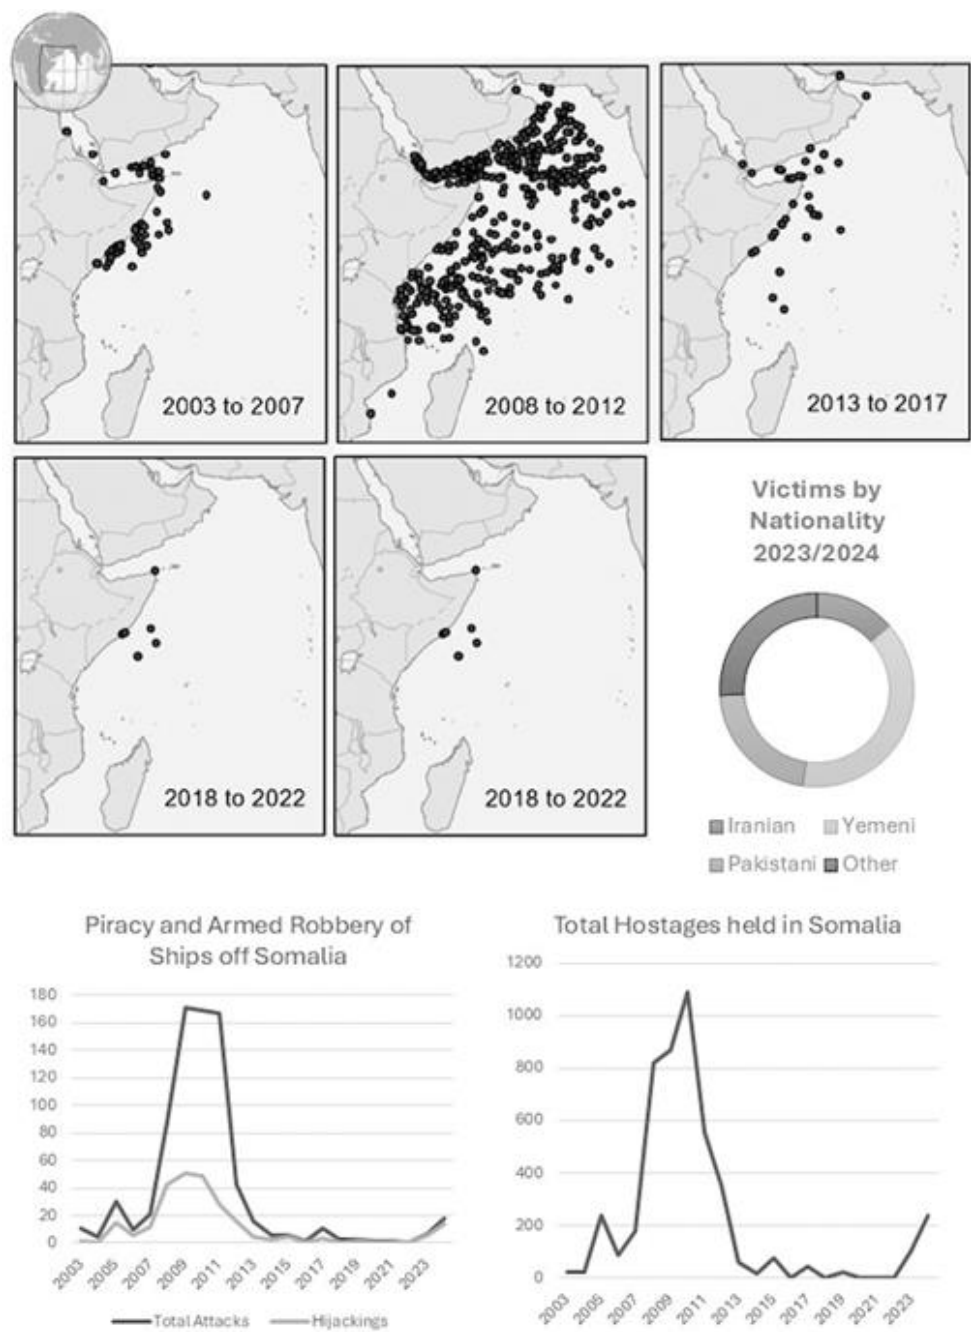 2003 to 2007
2008 to 2012
2013 to 2017
2018 to 2022
2018 to 2022
Victims by
Nationality
2023/2024
Iranian
Yemeni
Pakistani
Other
Piracy and Armed Robbery of
Ships off Somalia
180
160
140
120
100
80
60
40
20
0
2003
2005
2007
2009
2011
2013
2015
2017
2019
2021
2023
Total Attacks
Hijackings
Total Hostages held in Somalia
1200
1000
800
600
400
200
0
2003
2005
2007
2009
2011
2013
2015
2017
2019
2021
2023